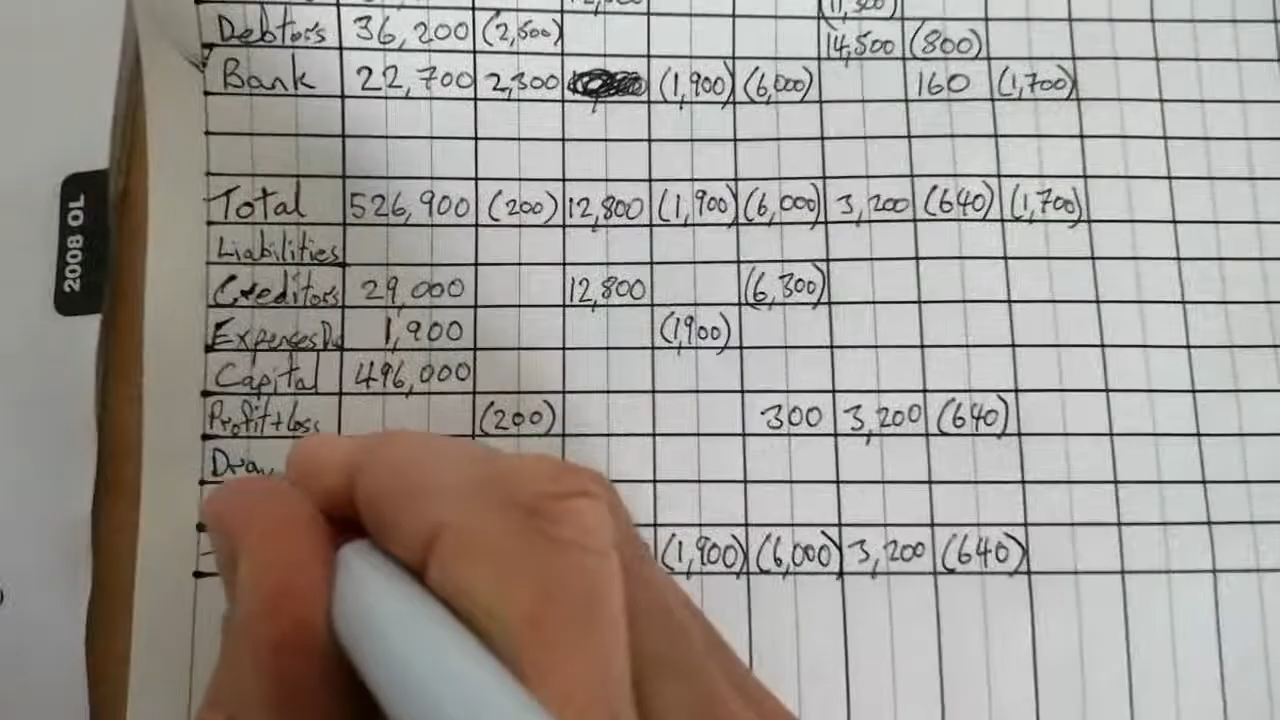 (11,300)
Debtors 36,200 (2,500) 14,500 (800)
Bank 22,700 2,300 (1,900) (6,000) 160 (1,700)
Total 526,900 (200) 12,800 (1,900) (6,000) 3,200 (640) (1,700)
Liabilities
Creditors 29,000 12,800 (6,300)
Expenses 1,900 (1,900)
Capital 496,000
Profit+loss (200) 300 3,200 (640)
Draw
(1,900) (6,000) 3,200 (640)
2008 OL